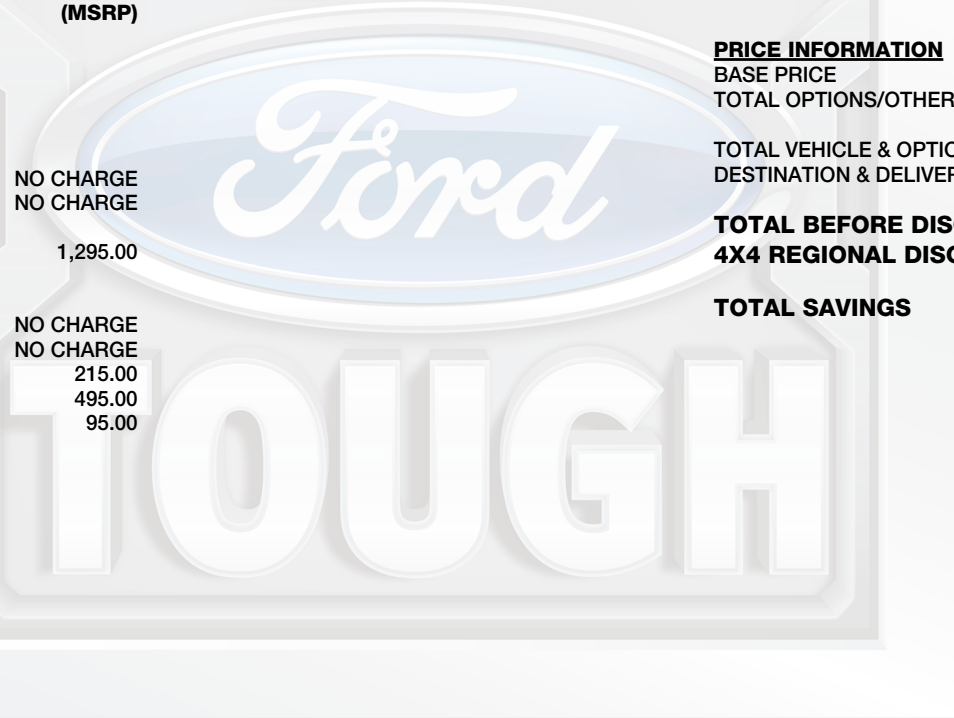 (MSRP)
NO CHARGE
NO CHARGE
1,295.00
NO CHARGE
NO CHARGE
215.00
495.00
95.00
PRICE INFORMATION
BASE PRICE
TOTAL OPTIONS/OTHER
TOTAL VEHICLE & OPTIO
DESTINATION & DELIVER
TOTAL BEFORE DISC
4X4 REGIONAL DISC
TOTAL SAVINGS
Ford
TOUGH